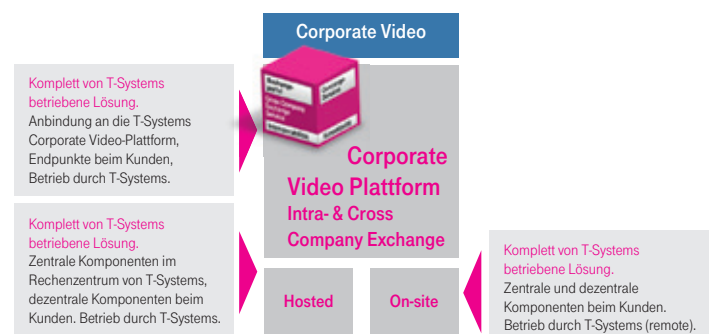 Corporate Video
Komplett von T-Systems
betriebene Lösung.
Anbindung an die T-Systems
Corporate Video-Plattform,
Endpunkte beim Kunden,
Betrieb durch T-Systems.
Corporate
Video Plattform
Intra- & Cross
Company Exchange
Komplett von T-Systems
betriebene Lösung.
Zentrale Komponenten im
Rechenzentrum von T-Systems,
dezentrale Komponenten beim
Kunden. Betrieb durch T-Systems.
Hosted
On-site
Komplett von T-Systems
betriebene Lösung.
Zentrale und dezentrale
Komponenten beim Kunden.
Betrieb durch T-Systems (remote).